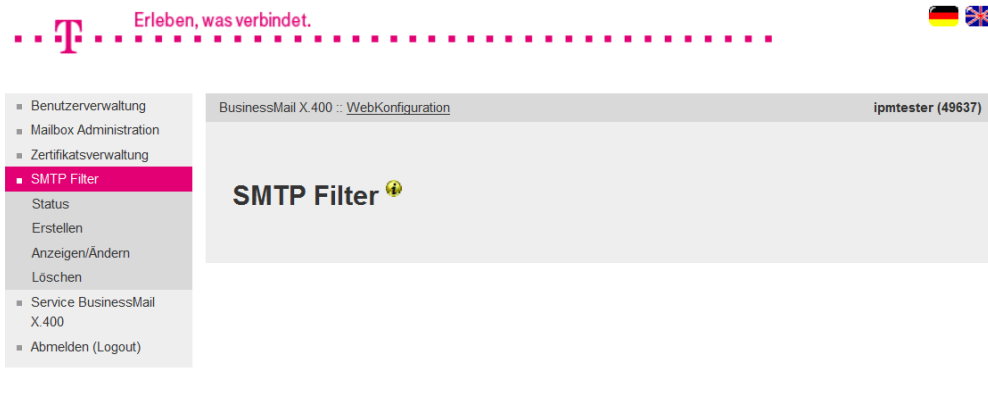 Erleben, was verbindet.
T
Benutzerverwaltung
Mailbox Administration
Zertifikatsverwaltung
SMTP Filter
Status
Erstellen
Anzeigen/Ändern
Löschen
Service BusinessMail
X.400
Abmelden (Logout)
BusinessMail X.400 :: WebKonfiguration
ipmtester (49637)
SMTP Filter